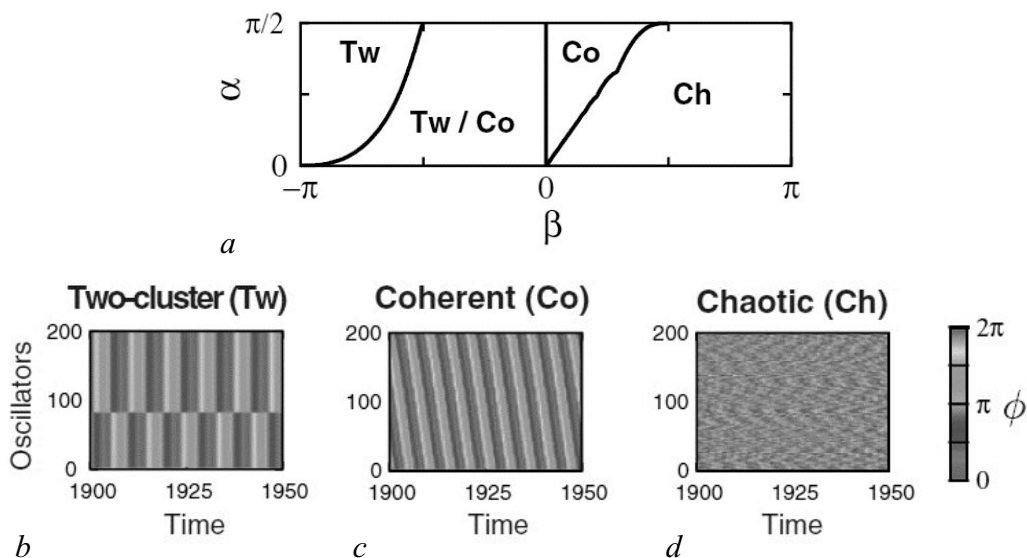 π/2
Tw
Co
α
Tw / Co
Ch
0
−π
0
π
β
a
Two-cluster (Tw)
Coherent (Co)
Chaotic (Ch)
200
100
0
Oscillators
1900
1925
1950
Time
200
100
0
1900
1925
1950
Time
200
100
0
1900
1925
1950
Time
2π
π
0
ϕ
b
c
d